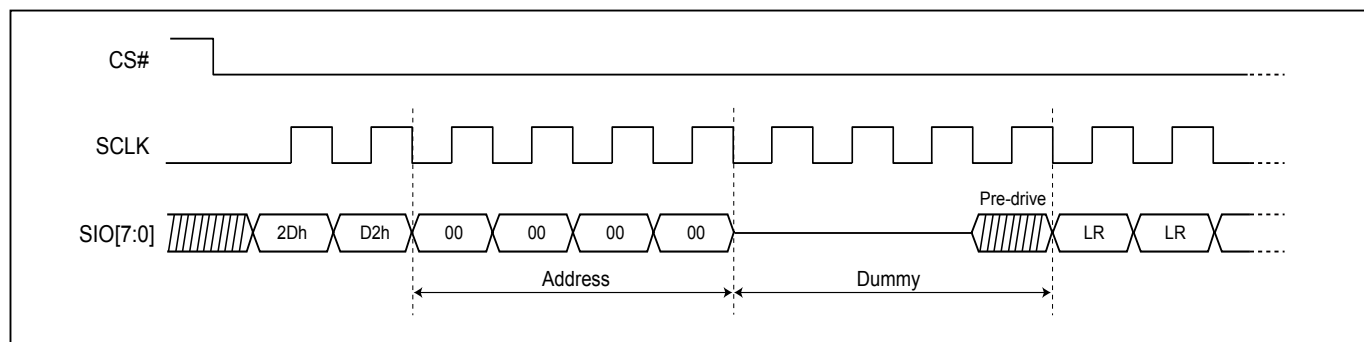 CS#
SCLK
Pre-drive
SIO[7:0] 2Dh D2h 00 00 00 00 LR LR
Address Dummy